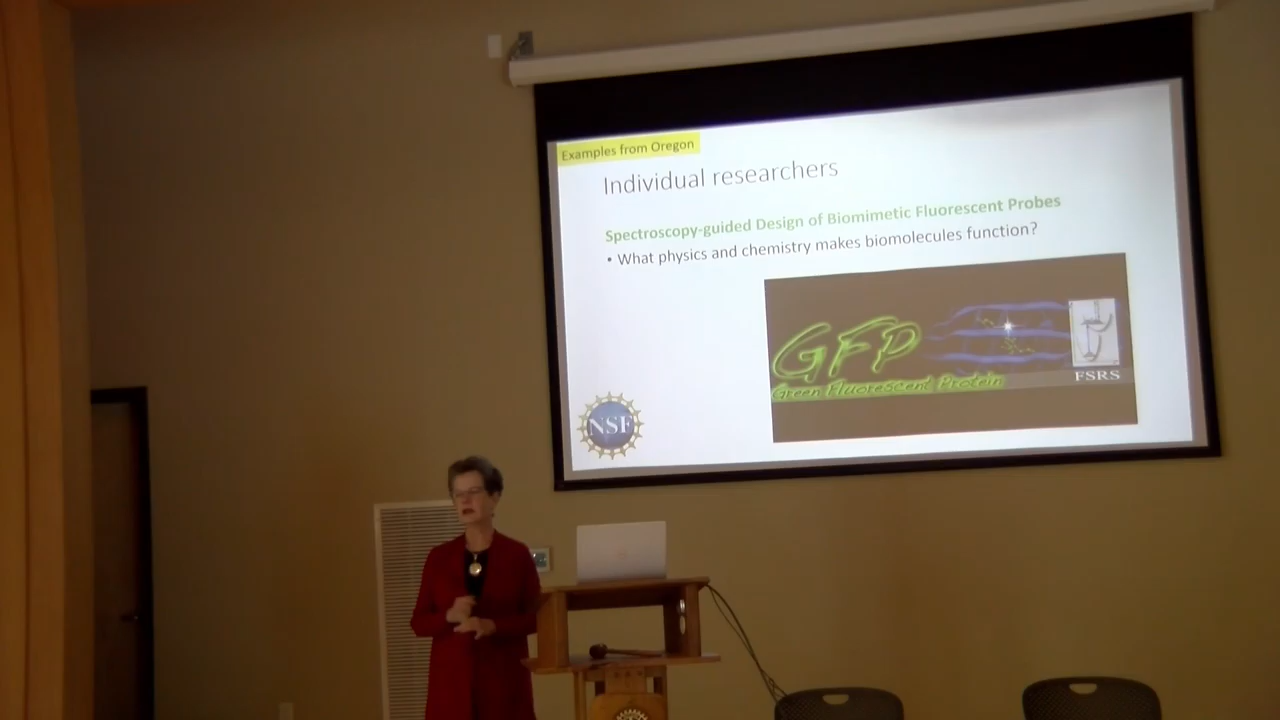 Examples from Oregon
Individual researchers
Spectroscopy-guided Design of Biomimetic Fluorescent Probes
• What physics and chemistry makes biomolecules function?
GFP
Green Fluorescent Protein
FSRS
NSF